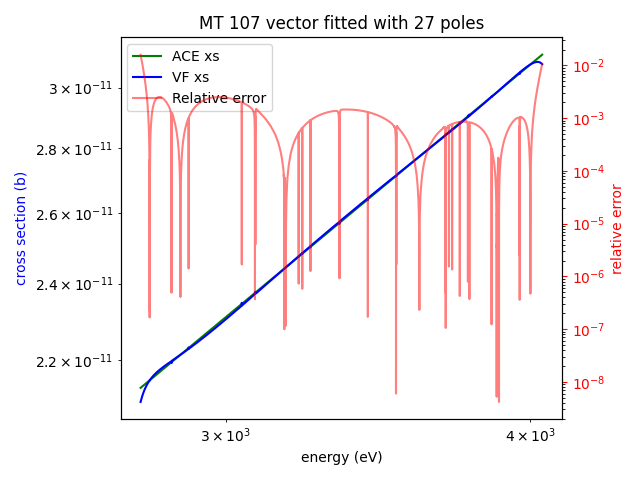 MT 107 vector fitted with 27 poles
ACE xs
VF xs
Relative error
3 × 10⁻¹¹
2.8 × 10⁻¹¹
2.6 × 10⁻¹¹
2.4 × 10⁻¹¹
2.2 × 10⁻¹¹
cross section (b)
10⁻²
10⁻³
10⁻⁴
10⁻⁵
10⁻⁶
10⁻⁷
10⁻⁸
relative error
3 × 10³ 4 × 10³
energy (eV)